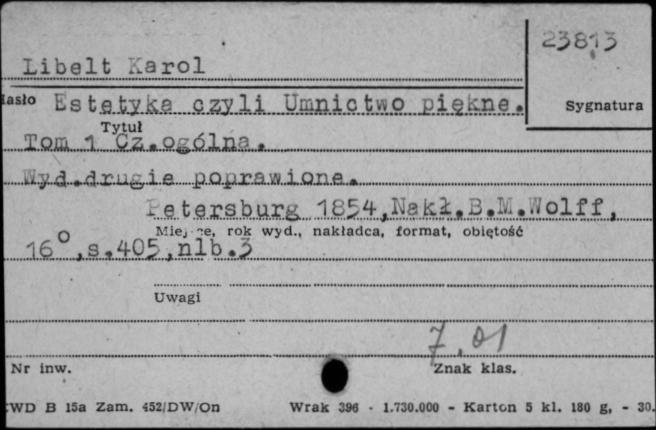 23813
Libelt Karol
Hasło Estetyka czyli Umnictwo piękne. Sygnatura
Tytuł
Tom 1 Cz.ogólna.
Wyd.drugie poprawione.
Petersburg 1854,Nakł.B.M.Wolff,
Miejsce, rok wyd., nakładca, format, obiętość
16°,s.405,nlb.3
Uwagi
7.01
Nr inw. Znak klas.
CWD B 15a Zam. 452/DW/On Wrak 396 - 1.730.000 - Karton 5 kl. 180 g, - 30.